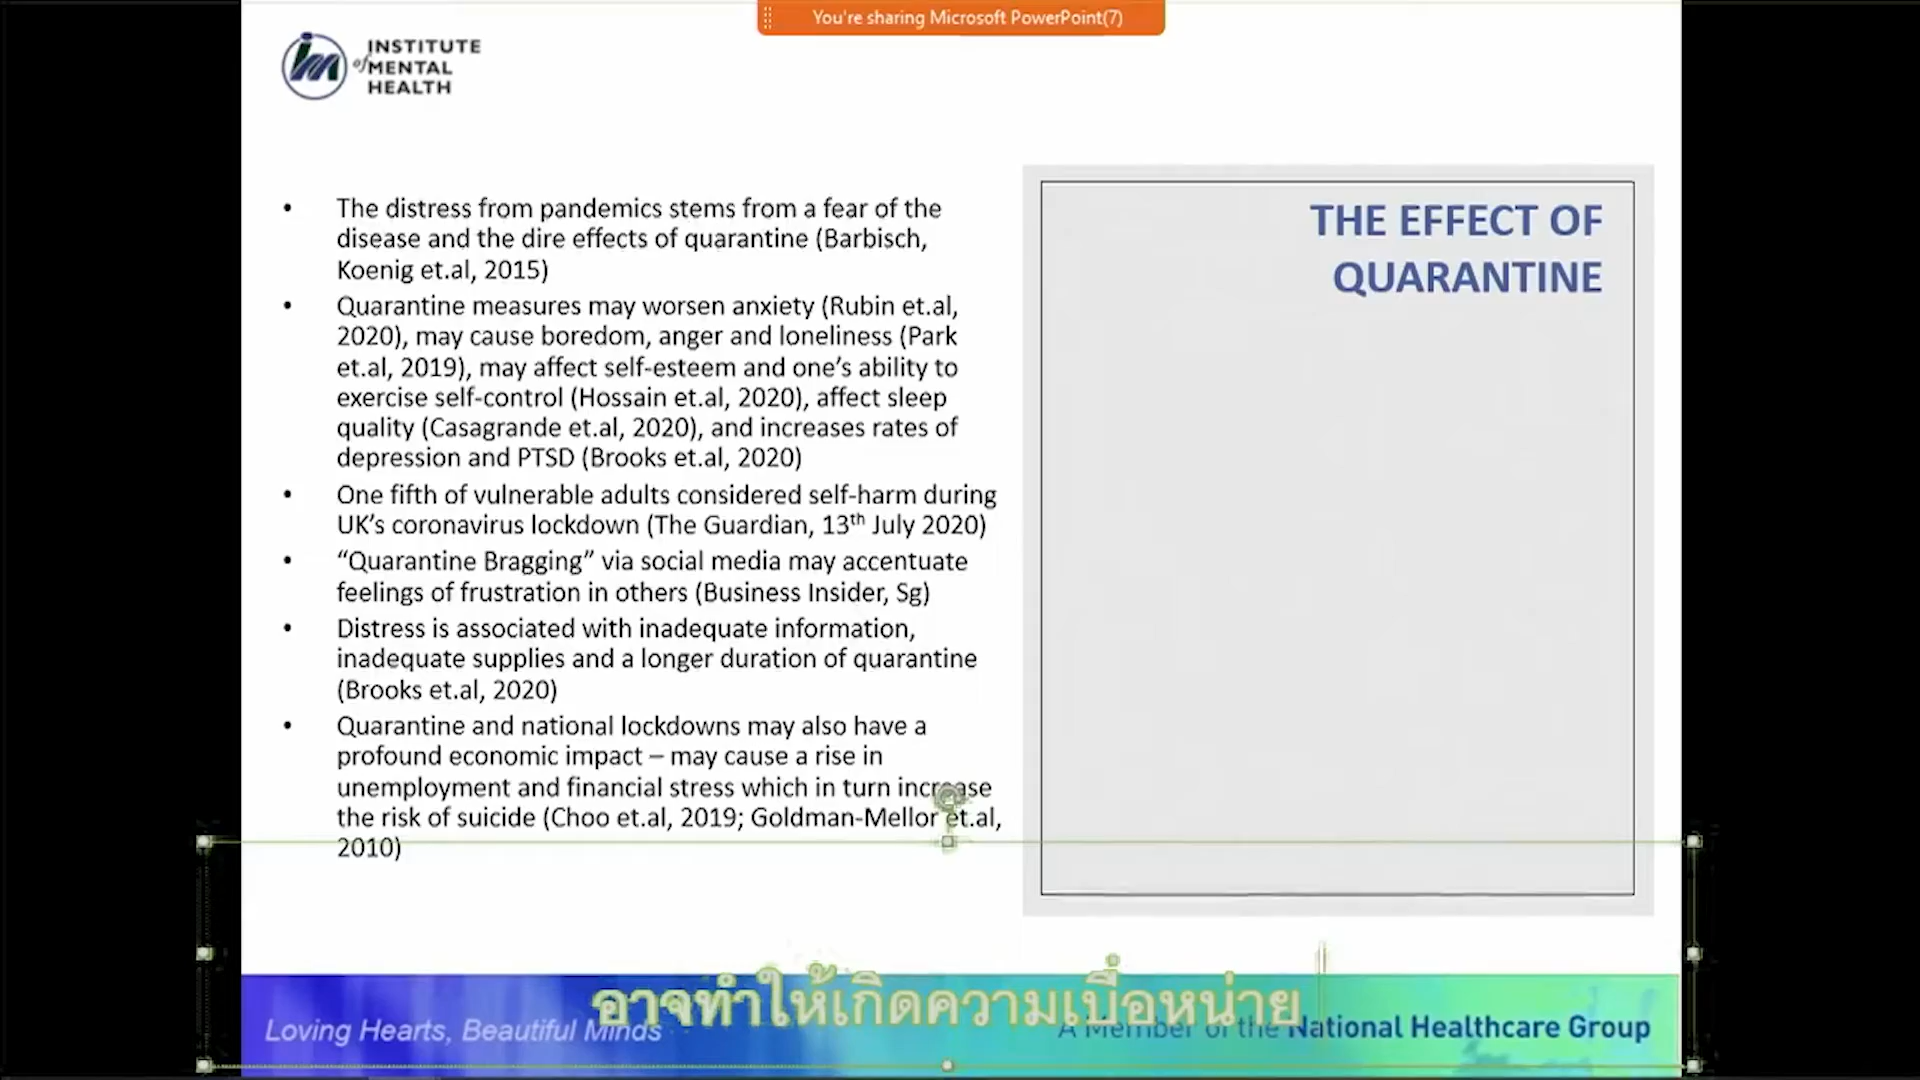 You're sharing Microsoft PowerPoint(7)
INSTITUTE
of MENTAL
HEALTH
THE EFFECT OF
QUARANTINE
• The distress from pandemics stems from a fear of the
disease and the dire effects of quarantine (Barbisch,
Koenig et.al, 2015)
• Quarantine measures may worsen anxiety (Rubin et.al,
2020), may cause boredom, anger and loneliness (Park
et.al, 2019), may affect self-esteem and one’s ability to
exercise self-control (Hossain et.al, 2020), affect sleep
quality (Casagrande et.al, 2020), and increases rates of
depression and PTSD (Brooks et.al, 2020)
• One fifth of vulnerable adults considered self-harm during
UK’s coronavirus lockdown (The Guardian, 13th July 2020)
• “Quarantine Bragging” via social media may accentuate
feelings of frustration in others (Business Insider, Sg)
• Distress is associated with inadequate information,
inadequate supplies and a longer duration of quarantine
(Brooks et.al, 2020)
• Quarantine and national lockdowns may also have a
profound economic impact – may cause a rise in
unemployment and financial stress which in turn increase
the risk of suicide (Choo et.al, 2019; Goldman-Mellor et.al,
2010)
อาจทำให้เกิดความเบื่อหน่าย
Loving Hearts, Beautiful Minds
A Member of the National Healthcare Group